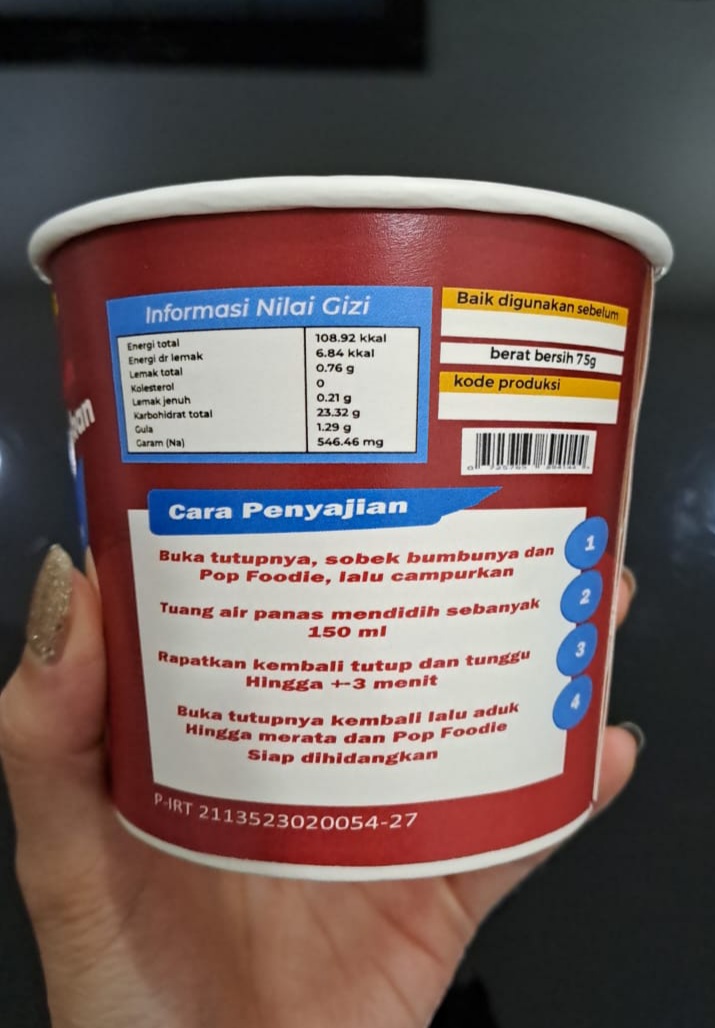 Informasi Nilai Gizi
Energi total 108.92 kkal
Energi dr lemak 6.84 kkal
Lemak total 0.76 g
Kolesterol 0
Lemak jenuh 0.21 g
Karbohidrat total 23.32 g
Gula 1.29 g
Garam (Na) 546.46 mg
Baik digunakan sebelum
berat bersih 75g
kode produksi
Cara Penyajian
Buka tutupnya, sobek bumbunya dan
Pop Foodie, lalu campurkan
1
Tuang air panas mendidih sebanyak
150 ml
2
Rapatkan kembali tutup dan tunggu
Hingga +-3 menit
3
Buka tutupnya kembali lalu aduk
Hingga merata dan Pop Foodie
Siap dihidangkan
4
P-IRT 2113523020054-27